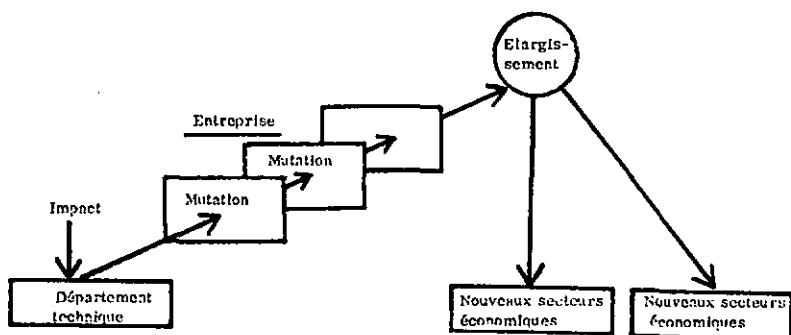 Elargis-
sement
Entreprise
Mutation
Mutation
Impact
Département
technique
Nouveaux secteurs
économiques
Nouveaux secteurs
économiques